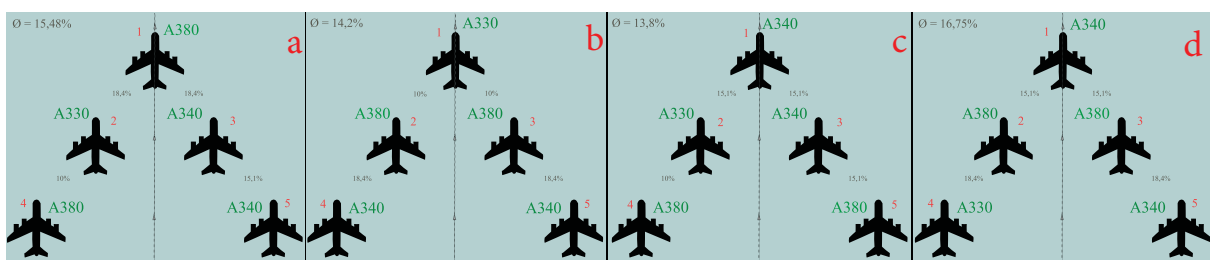 Ø = 15,48%
1
A380
a
18,4%
18,4%
A330
2
A340
3
10%
15,1%
4
A380
A340
5
Ø = 14,2%
1
A330
b
10%
10%
A380
2
A380
3
18,4%
18,4%
4
A340
A340
5
Ø = 13,8%
1
A340
c
15,1%
15,1%
A330
2
A340
3
10%
15,1%
4
A380
A380
5
Ø = 16,75%
1
A340
d
15,1%
15,1%
A380
2
A380
3
18,4%
18,4%
4
A330
A340
5